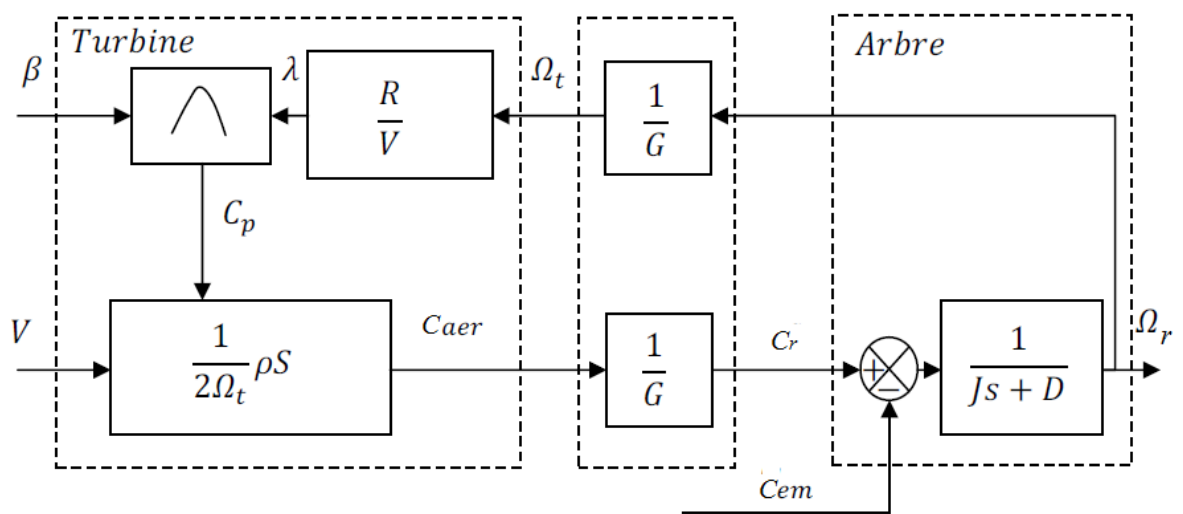 Turbine
Arbre
β
λ
R
V
Ω_t
1
G
C_p
V
1
2Ω_t
ρS
Caer
1
G
C_r
+
−
1
Js + D
Ω_r
Cem